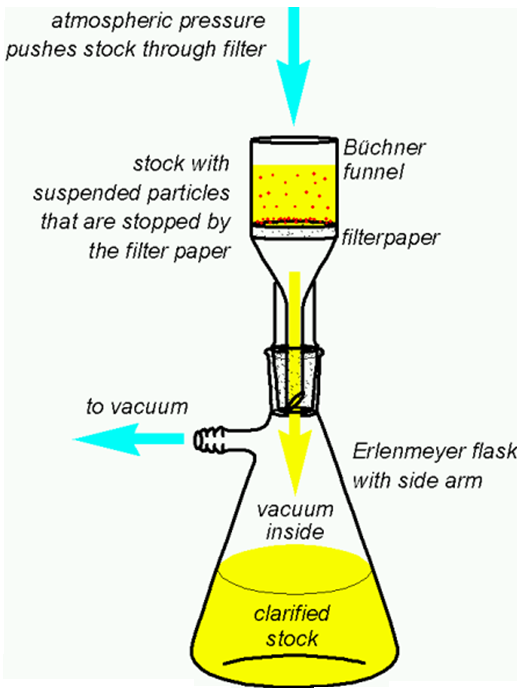 atmospheric pressure
pushes stock through filter
Büchner
funnel
stock with
suspended particles
that are stopped by
the filter paper
filterpaper
to vacuum
Erlenmeyer flask
with side arm
vacuum
inside
clarified
stock